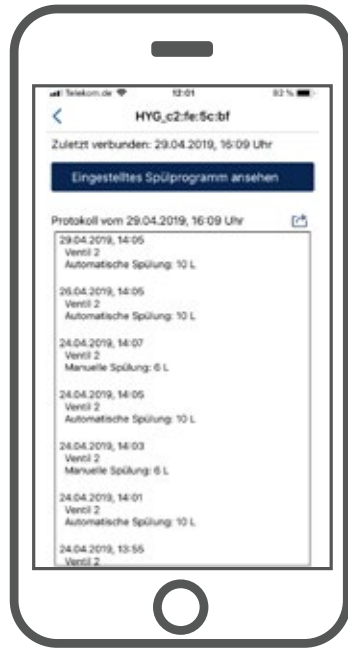 Telekom.de 12:01 82 %
HYG_c2:fe:5c:bf
Zuletzt verbunden: 29.04.2019, 16:09 Uhr
Eingestelltes Spülprogramm ansehen
Protokoll vom 29.04.2019, 16:09 Uhr
29.04.2019, 14:05
Ventil 2
Automatische Spülung: 10 L
26.04.2019, 14:05
Ventil 2
Automatische Spülung: 10 L
24.04.2019, 14:07
Ventil 2
Manuelle Spülung: 6 L
24.04.2019, 14:05
Ventil 2
Automatische Spülung: 10 L
24.04.2019, 14:03
Ventil 2
Manuelle Spülung: 6 L
24.04.2019, 14:01
Ventil 2
Automatische Spülung: 10 L
24.04.2019, 13:55
Ventil 2